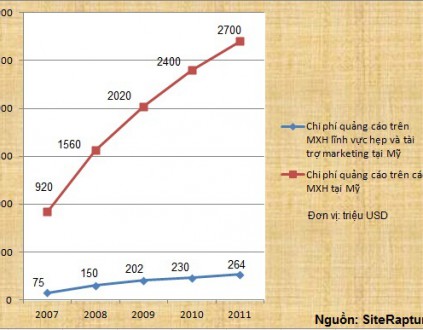 2700
2400
2020
1560
920
264
230
202
150
75
0
2007 2008 2009 2010 2011
Chi phí quảng cáo trên
MXH lĩnh vực hẹp và tài
trợ marketing tại Mỹ
Chi phí quảng cáo trên cá
MXH tại Mỹ
Đơn vị: triệu USD
Nguồn: SiteRaptur